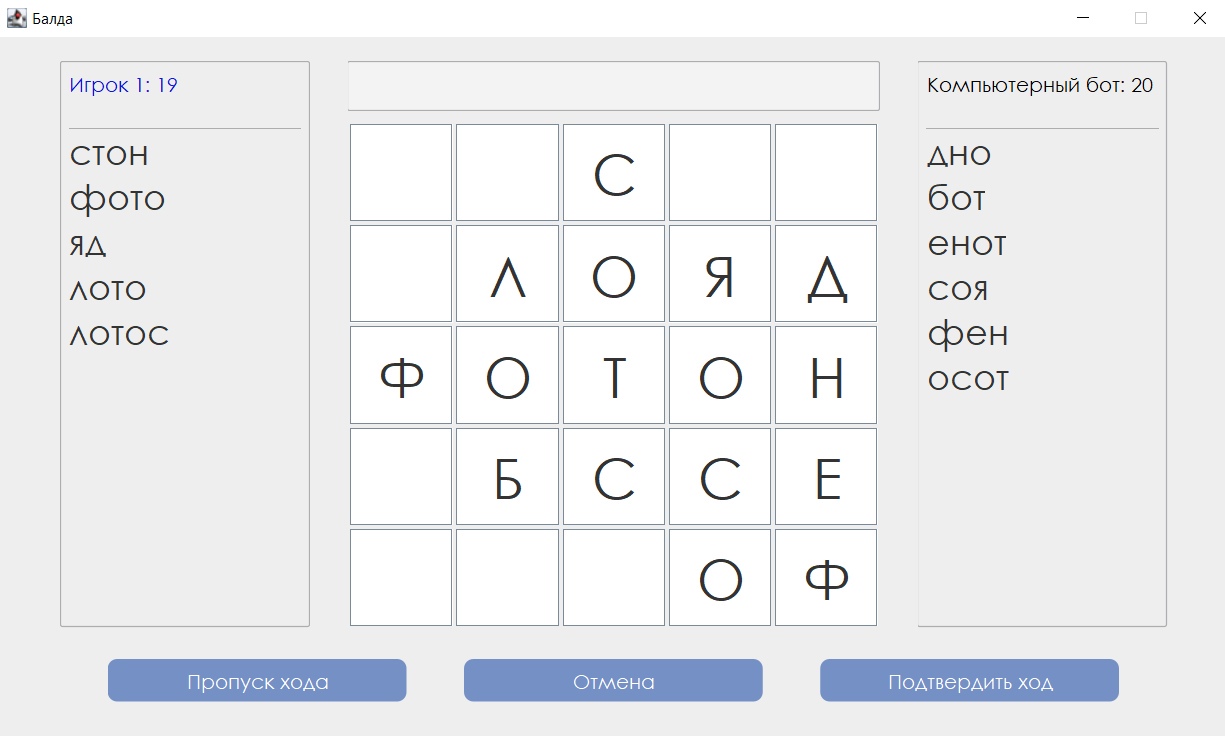 Балда
Игрок 1: 19
стон
фото
яд
лото
лотос
С
Л О Я Д
Ф О Т О Н
Б С С Е
О Ф
Компьютерный бот: 20
дно
бот
енот
соя
фен
осот
Пропуск хода
Отмена
Подтвердить ход